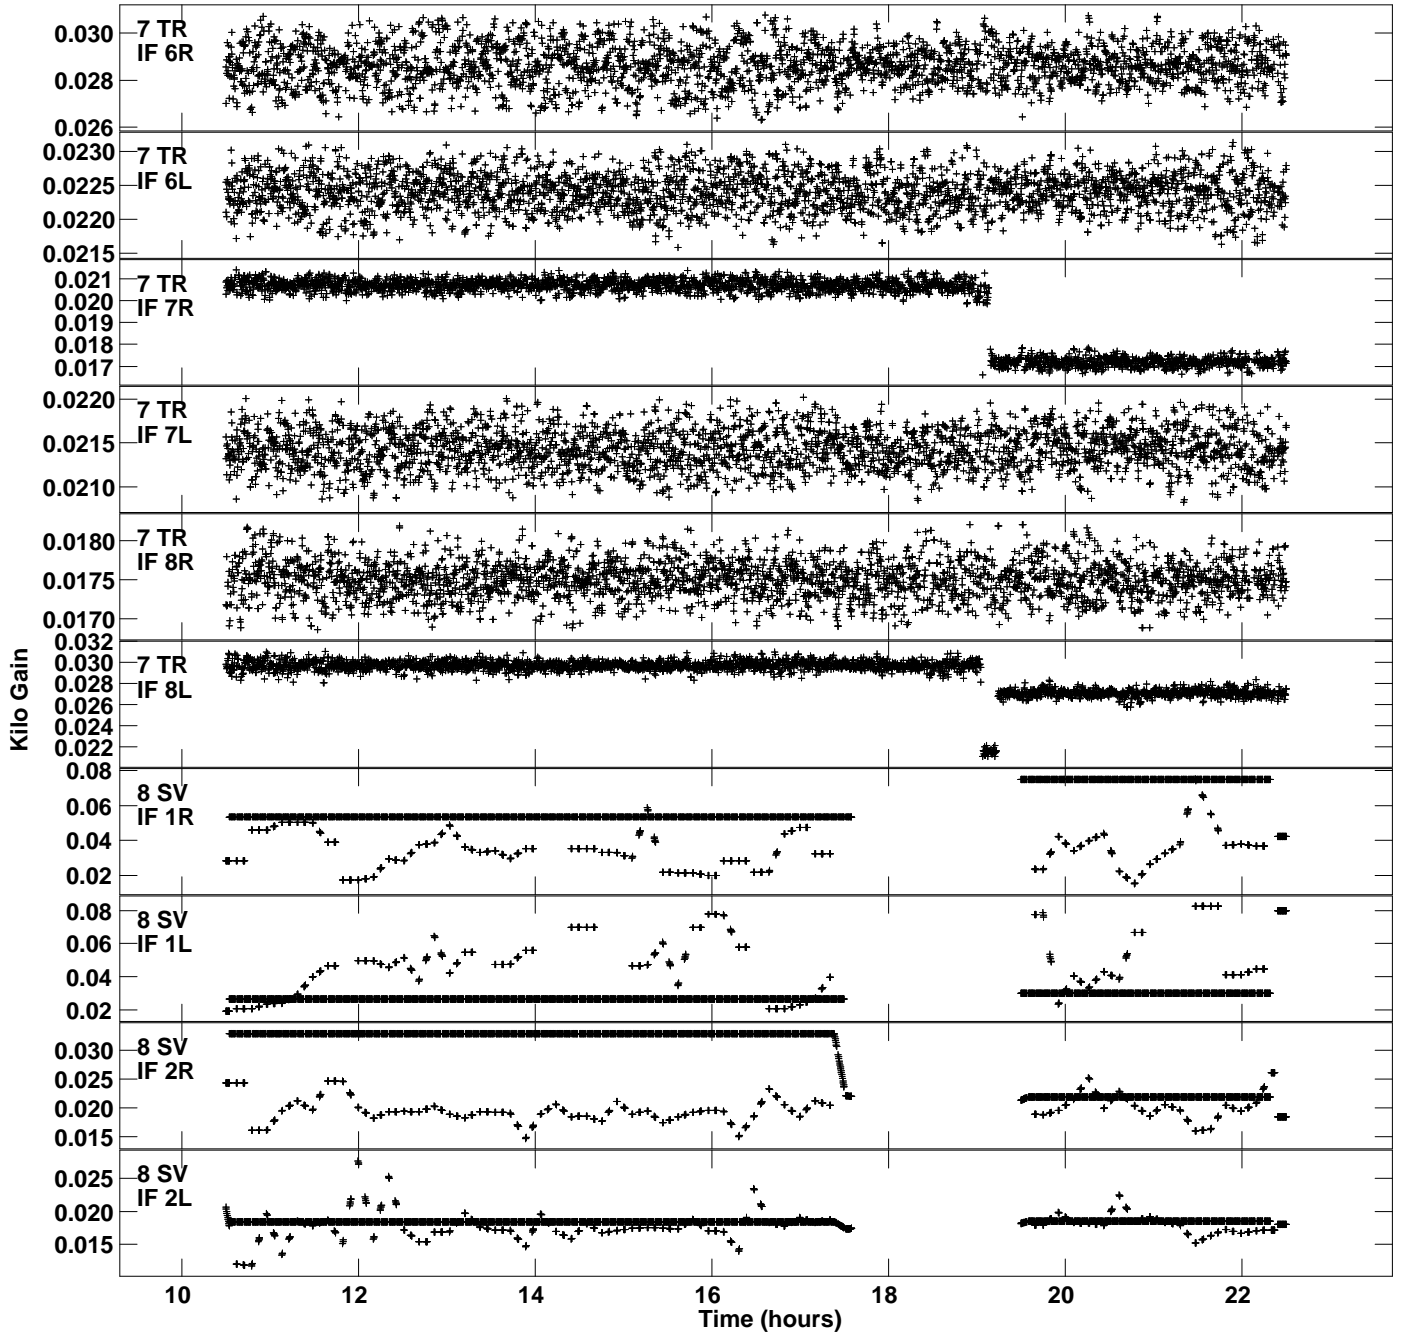 0.030
0.028
0.026
7 TR
IF 6R
0.0230
0.0225
0.0220
0.0215
7 TR
IF 6L
0.021
0.020
0.019
0.018
0.017
7 TR
IF 7R
0.0220
0.0215
0.0210
7 TR
IF 7L
0.0180
0.0175
0.0170
7 TR
IF 8R
0.032
0.030
0.028
0.026
0.024
0.022
7 TR
IF 8L
0.08
0.06
0.04
0.02
8 SV
IF 1R
0.08
0.06
0.04
0.02
8 SV
IF 1L
0.030
0.025
0.020
0.015
8 SV
IF 2R
0.025
0.020
0.015
8 SV
IF 2L
Kilo Gain
10 12 14 16 18 20 22
Time (hours)